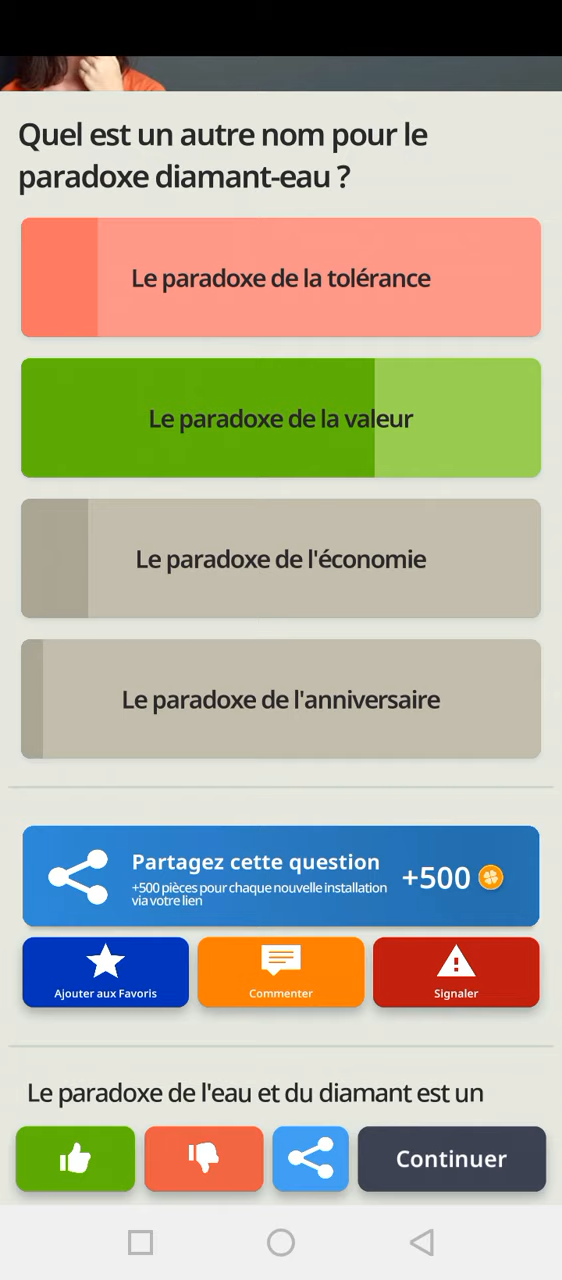 Quel est un autre nom pour le
paradoxe diamant-eau ?
Le paradoxe de la tolérance
Le paradoxe de la valeur
Le paradoxe de l'économie
Le paradoxe de l'anniversaire
Partagez cette question
+500 pièces pour chaque nouvelle installation
via votre lien
+500
Ajouter aux Favoris
Commenter
Signaler
Le paradoxe de l'eau et du diamant est un
Continuer